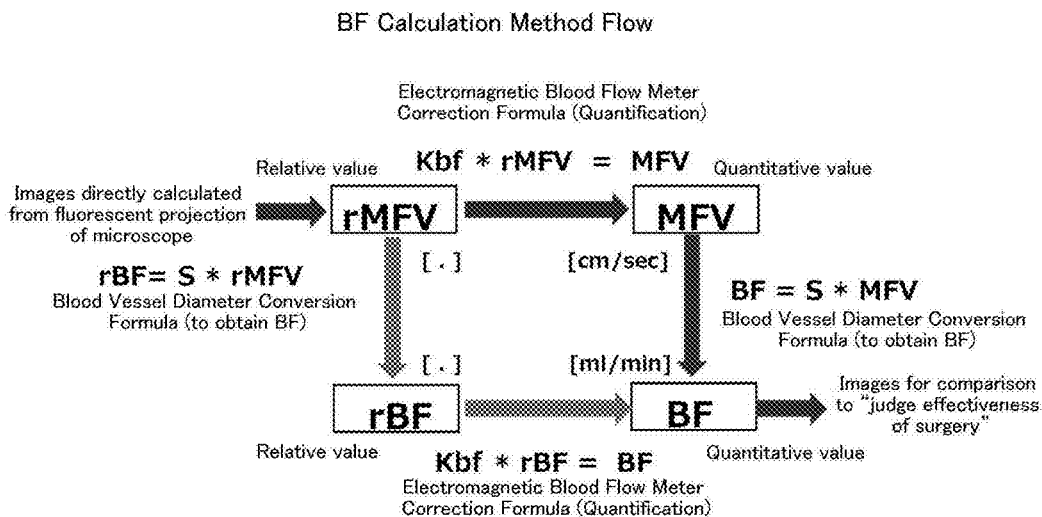 BF Calculation Method Flow
Electromagnetic Blood Flow Meter
Correction Formula (Quantification)
Relative value
Kbf * rMFV = MFV
Quantitative value
Images directly calculated
from fluorescent projection
of microscope
rMFV
MFV
[.]
[cm/sec]
rBF= S * rMFV
Blood Vessel Diameter Conversion
Formula (to obtain BF)
BF = S * MFV
Blood Vessel Diameter Conversion
Formula (to obtain BF)
[.]
[ml/min]
rBF
BF
Images for comparison
to "judge effectiveness
of surgery"
Relative value
Kbf * rBF = BF
Quantitative value
Electromagnetic Blood Flow Meter
Correction Formula (Quantification)